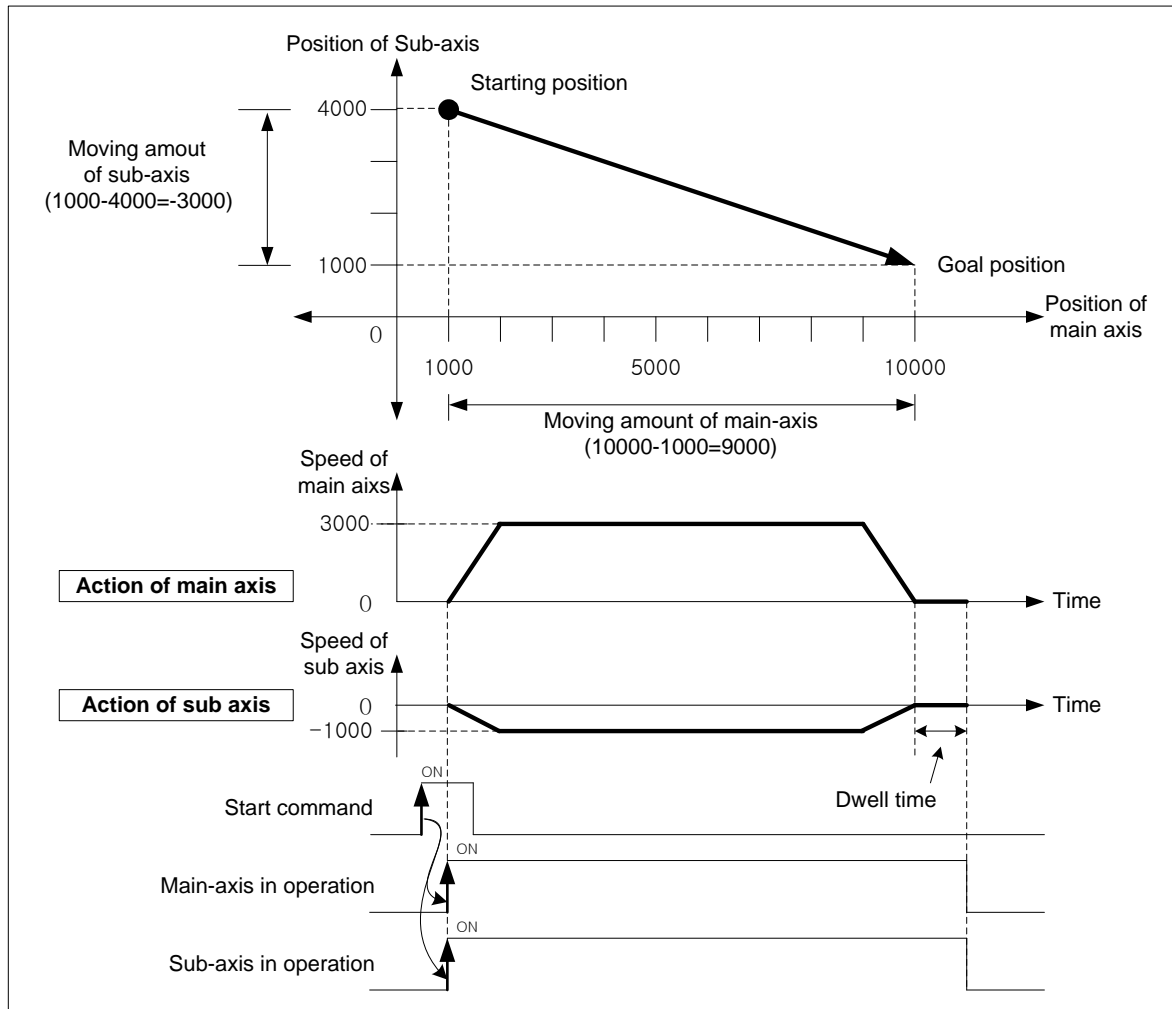 Position of Sub-axis
Starting position
4000
Moving amout
of sub-axis
(1000-4000=-3000)
1000
Goal position
Position of
main axis
0
1000
5000
10000
Moving amount of main-axis
(10000-1000=9000)
Speed of
main aixs
3000
Action of main axis
0
Time
Speed of
sub axis
Action of sub axis
0
Time
-1000
ON
Dwell time
Start command
ON
Main-axis in operation
ON
Sub-axis in operation